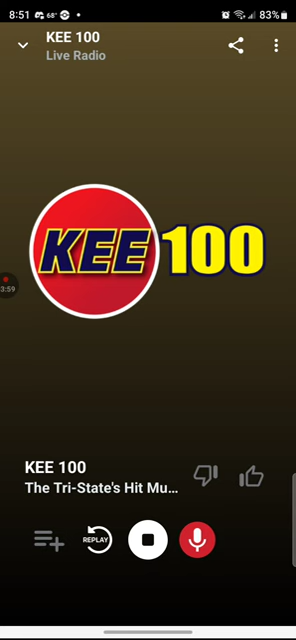 8:51 68° 83%
KEE 100
Live Radio
KEE 100
3:59
KEE 100
The Tri-State's Hit Mu...
REPLAY